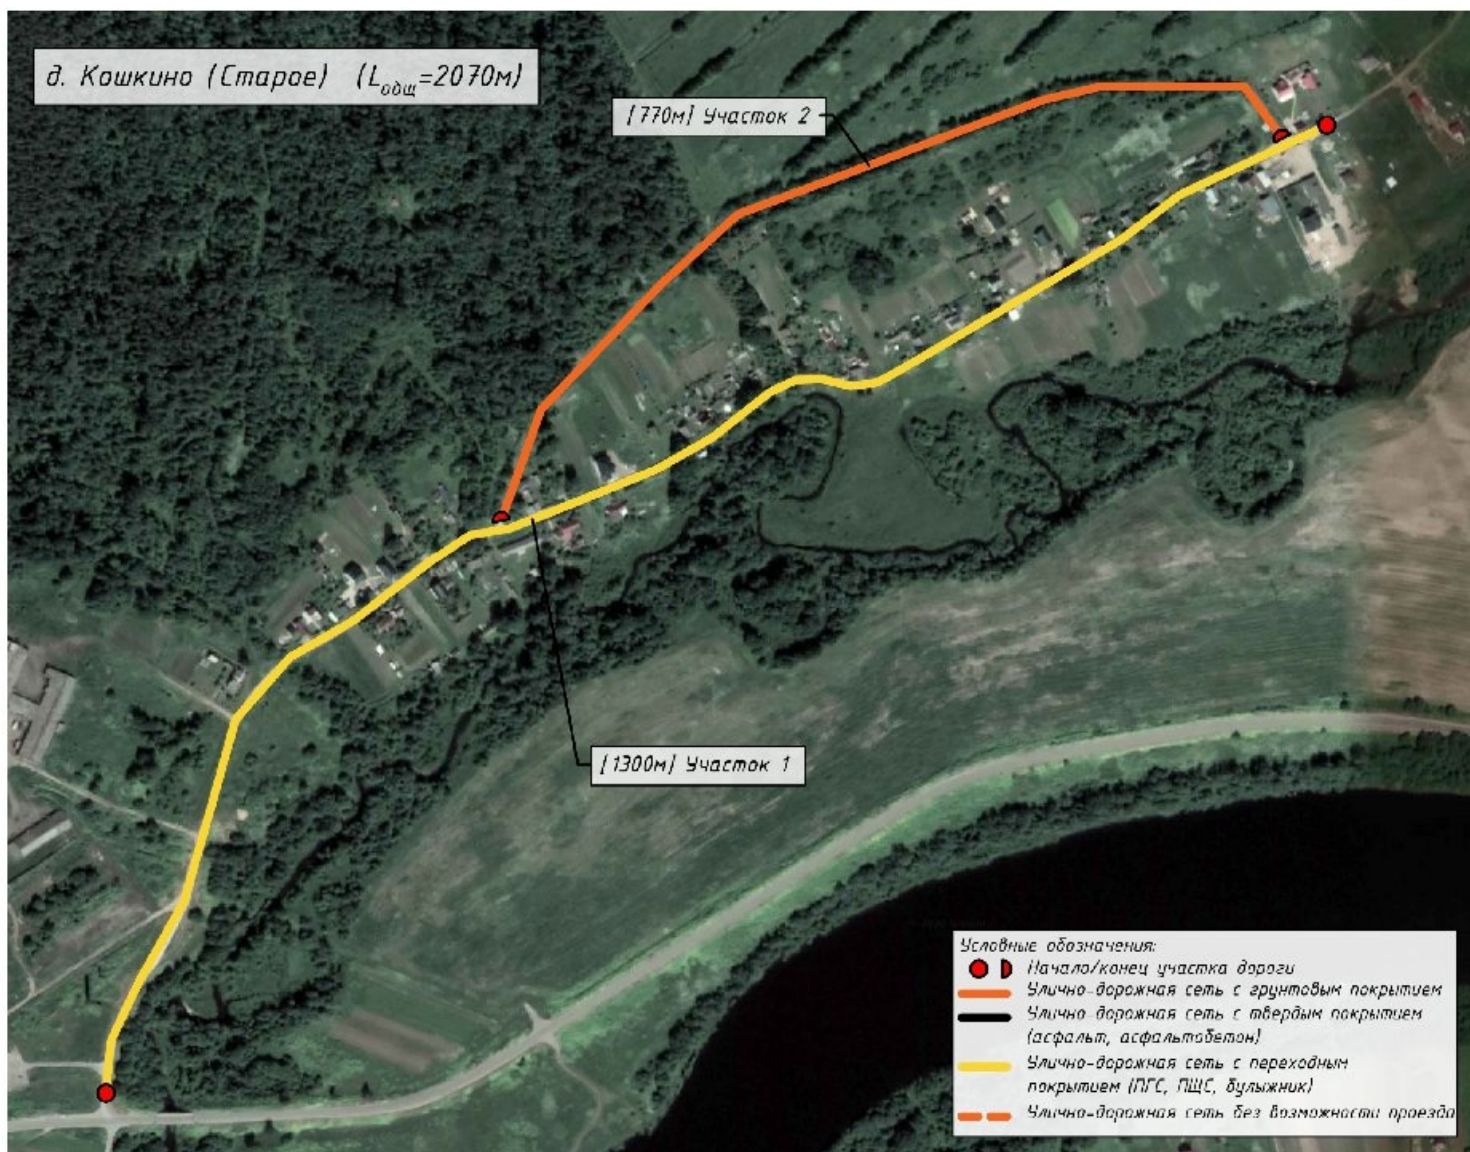 д. Кошкино (Старое) (Lобщ=2070м)
[770м] Участок 2
[1300м] Участок 1
Условные обозначения:
Начало/конец участка дороги
Улично-дорожная сеть с грунтовым покрытием
Улично-дорожная сеть с твердым покрытием
(асфальт, асфальтобетон)
Улично-дорожная сеть с переходным
покрытием (ПГС, ПЩС, булыжник)
Улично-дорожная сеть без возможности проезда